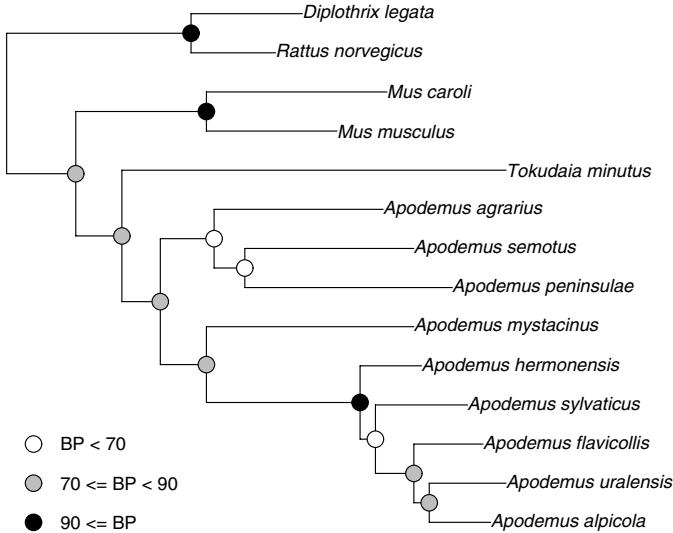 Diplothrix legata
Rattus norvegicus
Mus caroli
Mus musculus
Tokudaia minutus
Apodemus agrarius
Apodemus semotus
Apodemus peninsulae
Apodemus mystacinus
Apodemus hermonensis
Apodemus sylvaticus
Apodemus flavicollis
Apodemus uralensis
Apodemus alpicola
BP < 70
70 <= BP < 90
90 <= BP